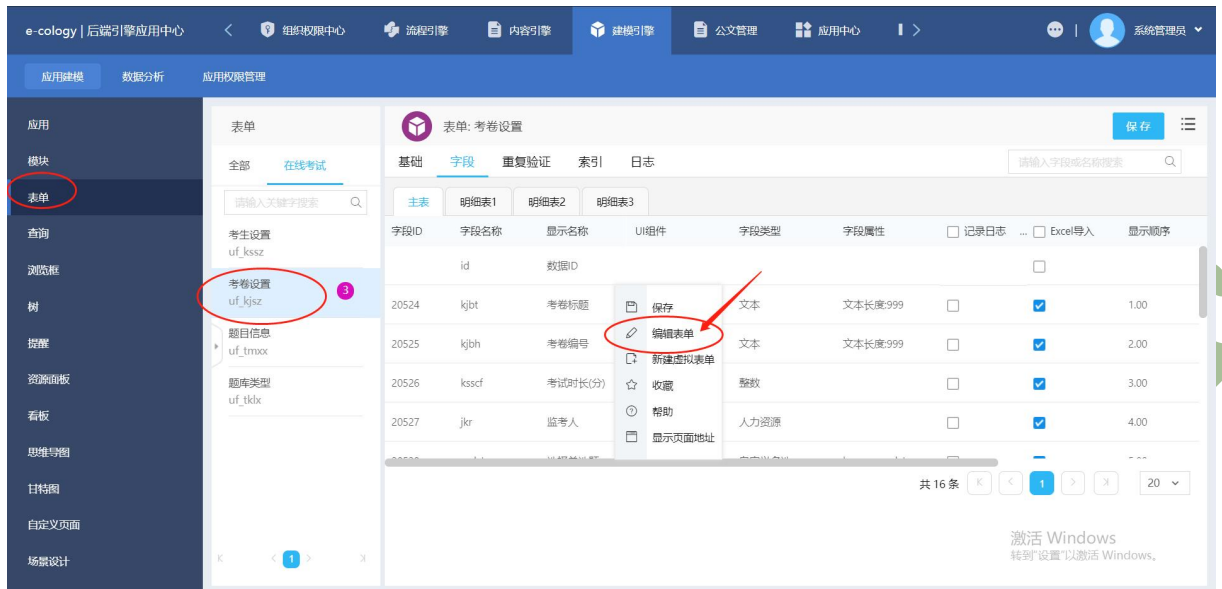 e-cology | 后端引擎应用中心 组织权限中心 流程引擎 内容引擎 建模引擎 公文管理 应用中心 系统管理员
应用建模 数据分析 应用权限管理
应用
模块
表单
查询
浏览框
树
提醒
资源面板
看板
思维导图
甘特图
自定义页面
场景设计
表单
全部 在线考试
请输入关键字搜索
考生设置
uf_kssz
考卷设置
uf_kjsz
3
题目信息
uf_tmxx
题库类型
uf_tklx
1
表单: 考卷设置 保存
基础 字段 重复验证 索引 日志 请输入字段或名称搜索
主表 明细表1 明细表2 明细表3
字段ID 字段名称 显示名称 UI组件 字段类型 字段属性 记录日志 ... Excel导入 显示顺序
id 数据ID
20524 kjbt 考卷标题 文本 文本长度:999 1.00
20525 kjbh 考卷编号 文本 文本长度:999 2.00
20526 ksscf 考试时长(分) 整数 3.00
20527 jkr 监考人 人力资源 4.00
保存
编辑表单
新建虚拟表单
收藏
帮助
显示页面地址
共 16 条 1 20
激活 Windows
转到"设置"以激活 Windows。